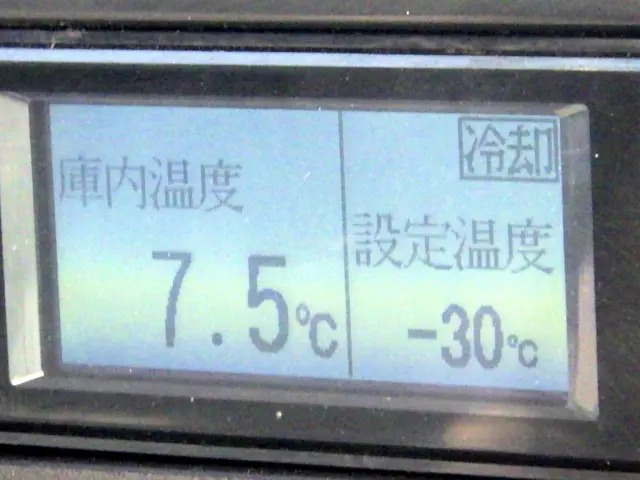 庫内温度
7.5℃
冷却
設定温度
-30℃